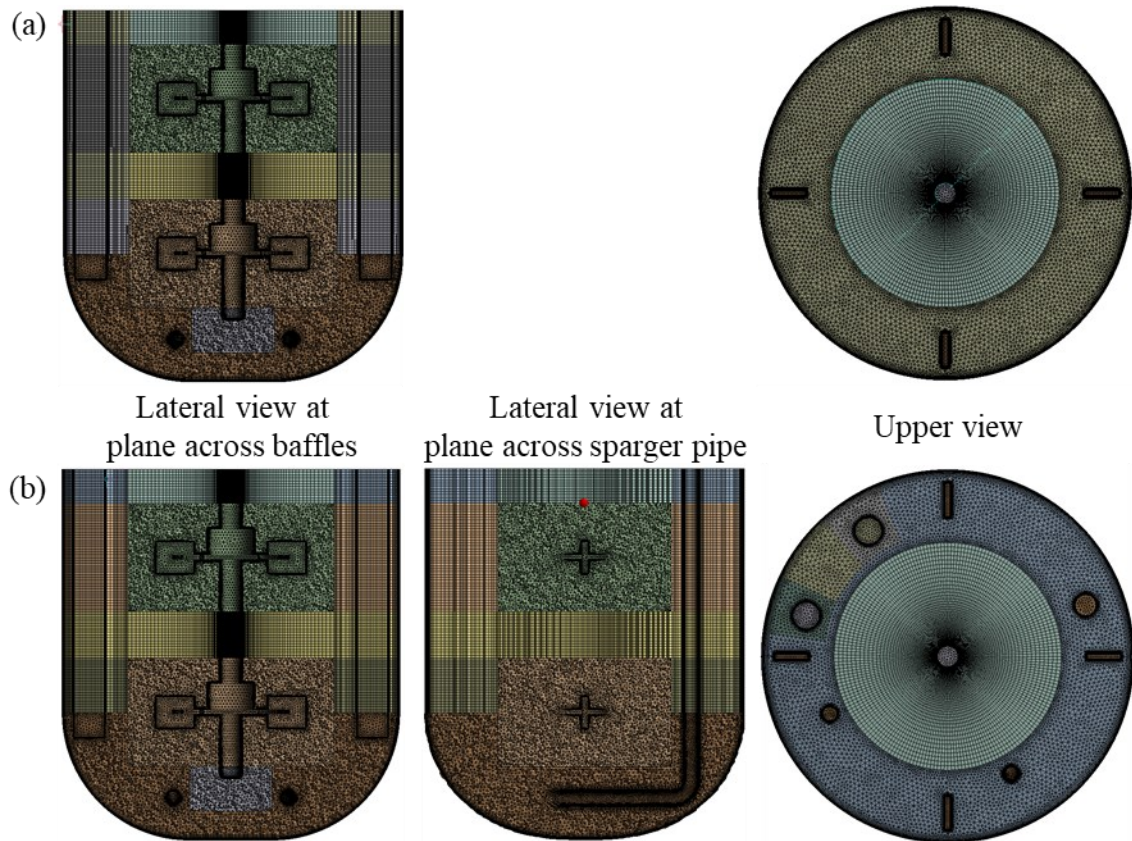 (a)
Lateral view at
plane across baffles
Lateral view at
plane across sparger pipe
Upper view
(b)